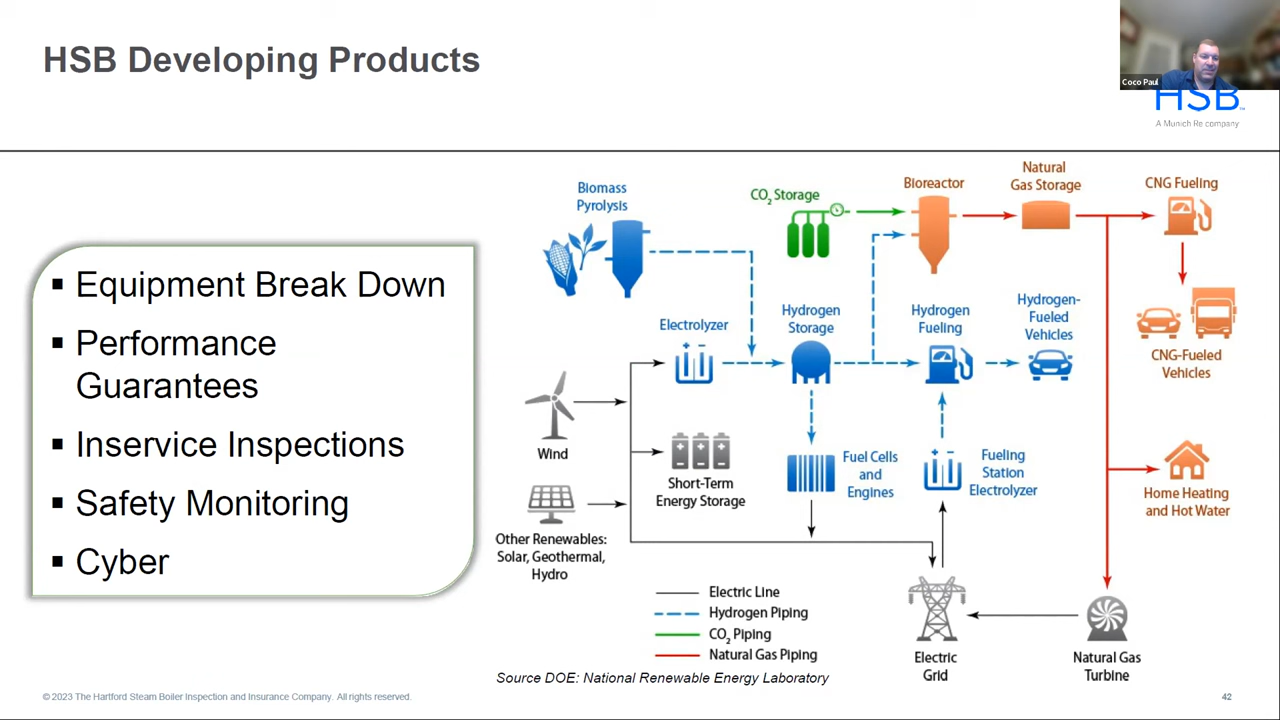 HSB Developing Products
Coco Paul
HSB
A Munich Re company
▪ Equipment Break Down
▪ Performance
Guarantees
▪ Inservice Inspections
▪ Safety Monitoring
▪ Cyber
Biomass
Pyrolysis
CO2 Storage
Bioreactor
Natural
Gas Storage
CNG Fueling
Electrolyzer
Hydrogen
Storage
Hydrogen
Fueling
Hydrogen-
Fueled
Vehicles
CNG-Fueled
Vehicles
Wind
Short-Term
Energy Storage
Fuel Cells
and
Engines
Fueling
Station
Electrolyzer
Home Heating
and Hot Water
Other Renewables:
Solar, Geothermal,
Hydro
Electric Line
Hydrogen Piping
CO2 Piping
Natural Gas Piping
Electric
Grid
Natural Gas
Turbine
Source DOE: National Renewable Energy Laboratory
© 2023 The Hartford Steam Boiler Inspection and Insurance Company. All rights reserved.
42